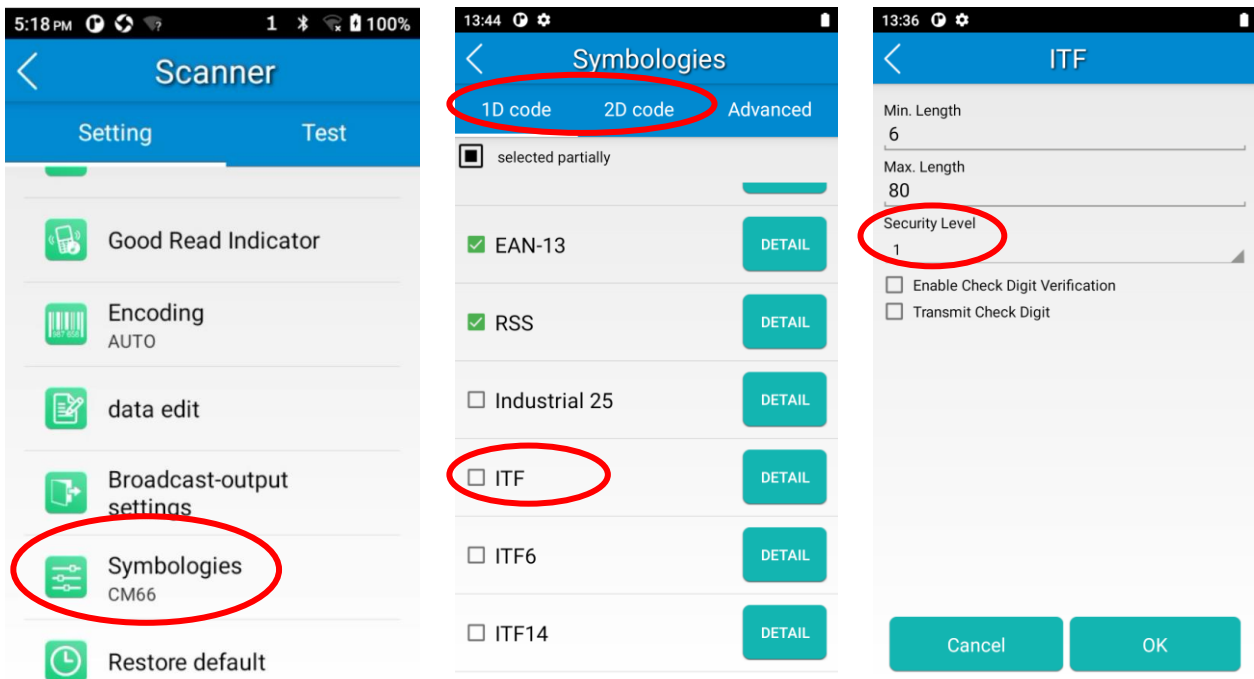 5:18 PM 1 100%
Scanner
Setting Test
Good Read Indicator
Encoding
AUTO
data edit
Broadcast-output
settings
Symbologies
CM66
Restore default
13:44
Symbologies
1D code 2D code Advanced
selected partially
EAN-13 DETAIL
RSS DETAIL
Industrial 25 DETAIL
ITF DETAIL
ITF6 DETAIL
ITF14 DETAIL
13:36
ITF
Min. Length
6
Max. Length
80
Security Level
1
Enable Check Digit Verification
Transmit Check Digit
Cancel OK